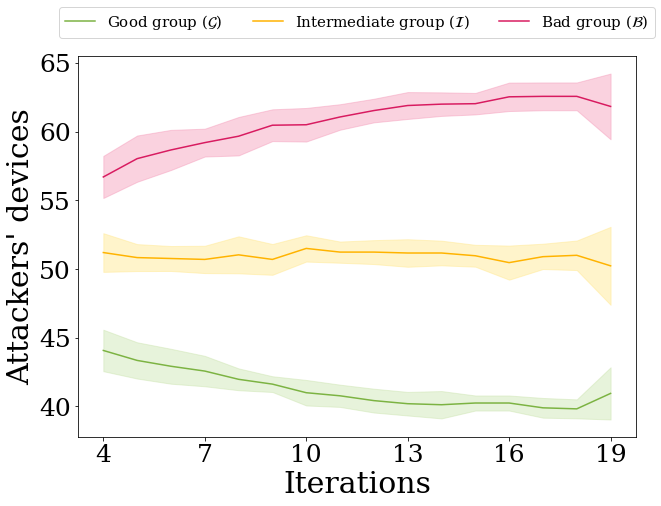 Good group (𝒢) Intermediate group (ℐ) Bad group (ℬ)
65
60
55
50
45
40
Attackers' devices
4 7 10 13 16 19
Iterations